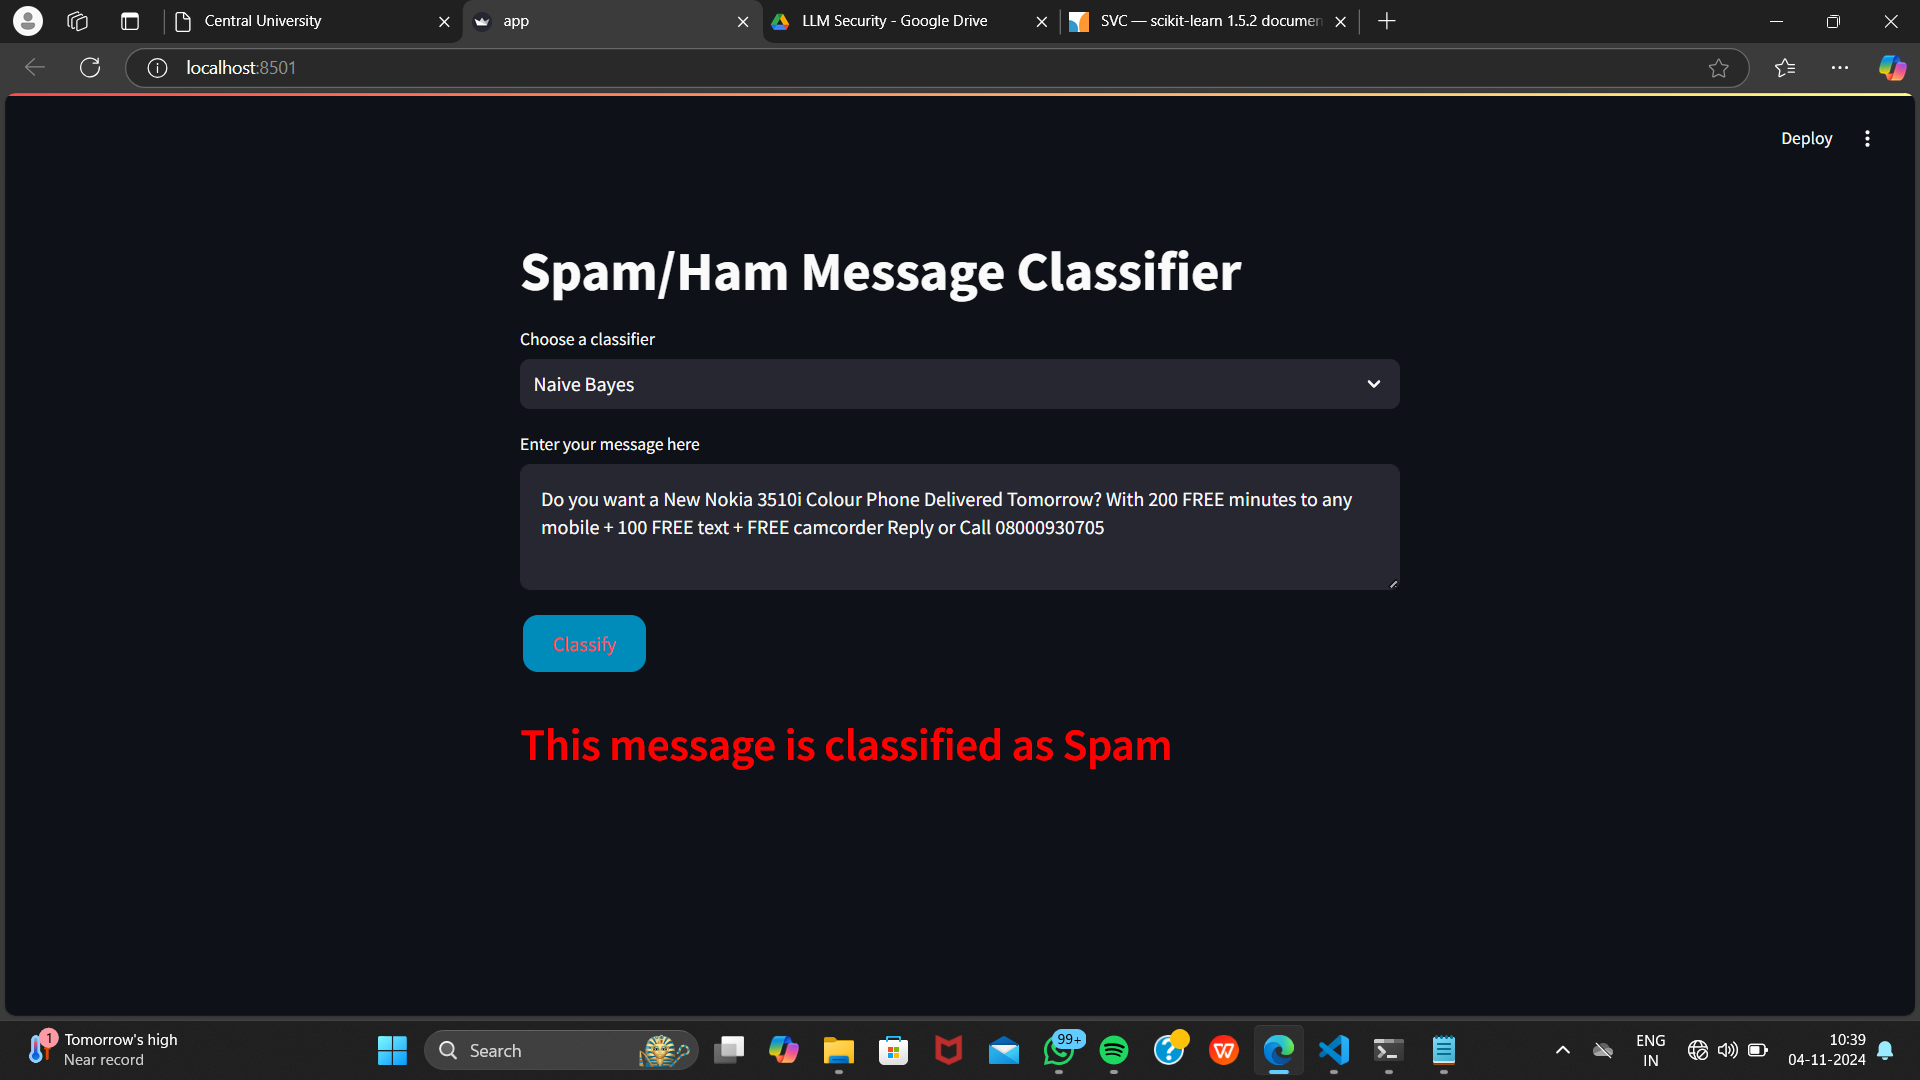 Central University
app
LLM Security - Google Drive
SVC — scikit-learn 1.5.2 documen
localhost:8501
Deploy
Spam/Ham Message Classifier
Choose a classifier
Naive Bayes
Enter your message here
Do you want a New Nokia 3510i Colour Phone Delivered Tomorrow? With 200 FREE minutes to any
mobile + 100 FREE text + FREE camcorder Reply or Call 08000930705
Classify
This message is classified as Spam
1
Tomorrow's high
Near record
Search
99+
W
ENG
IN
10:39
04-11-2024